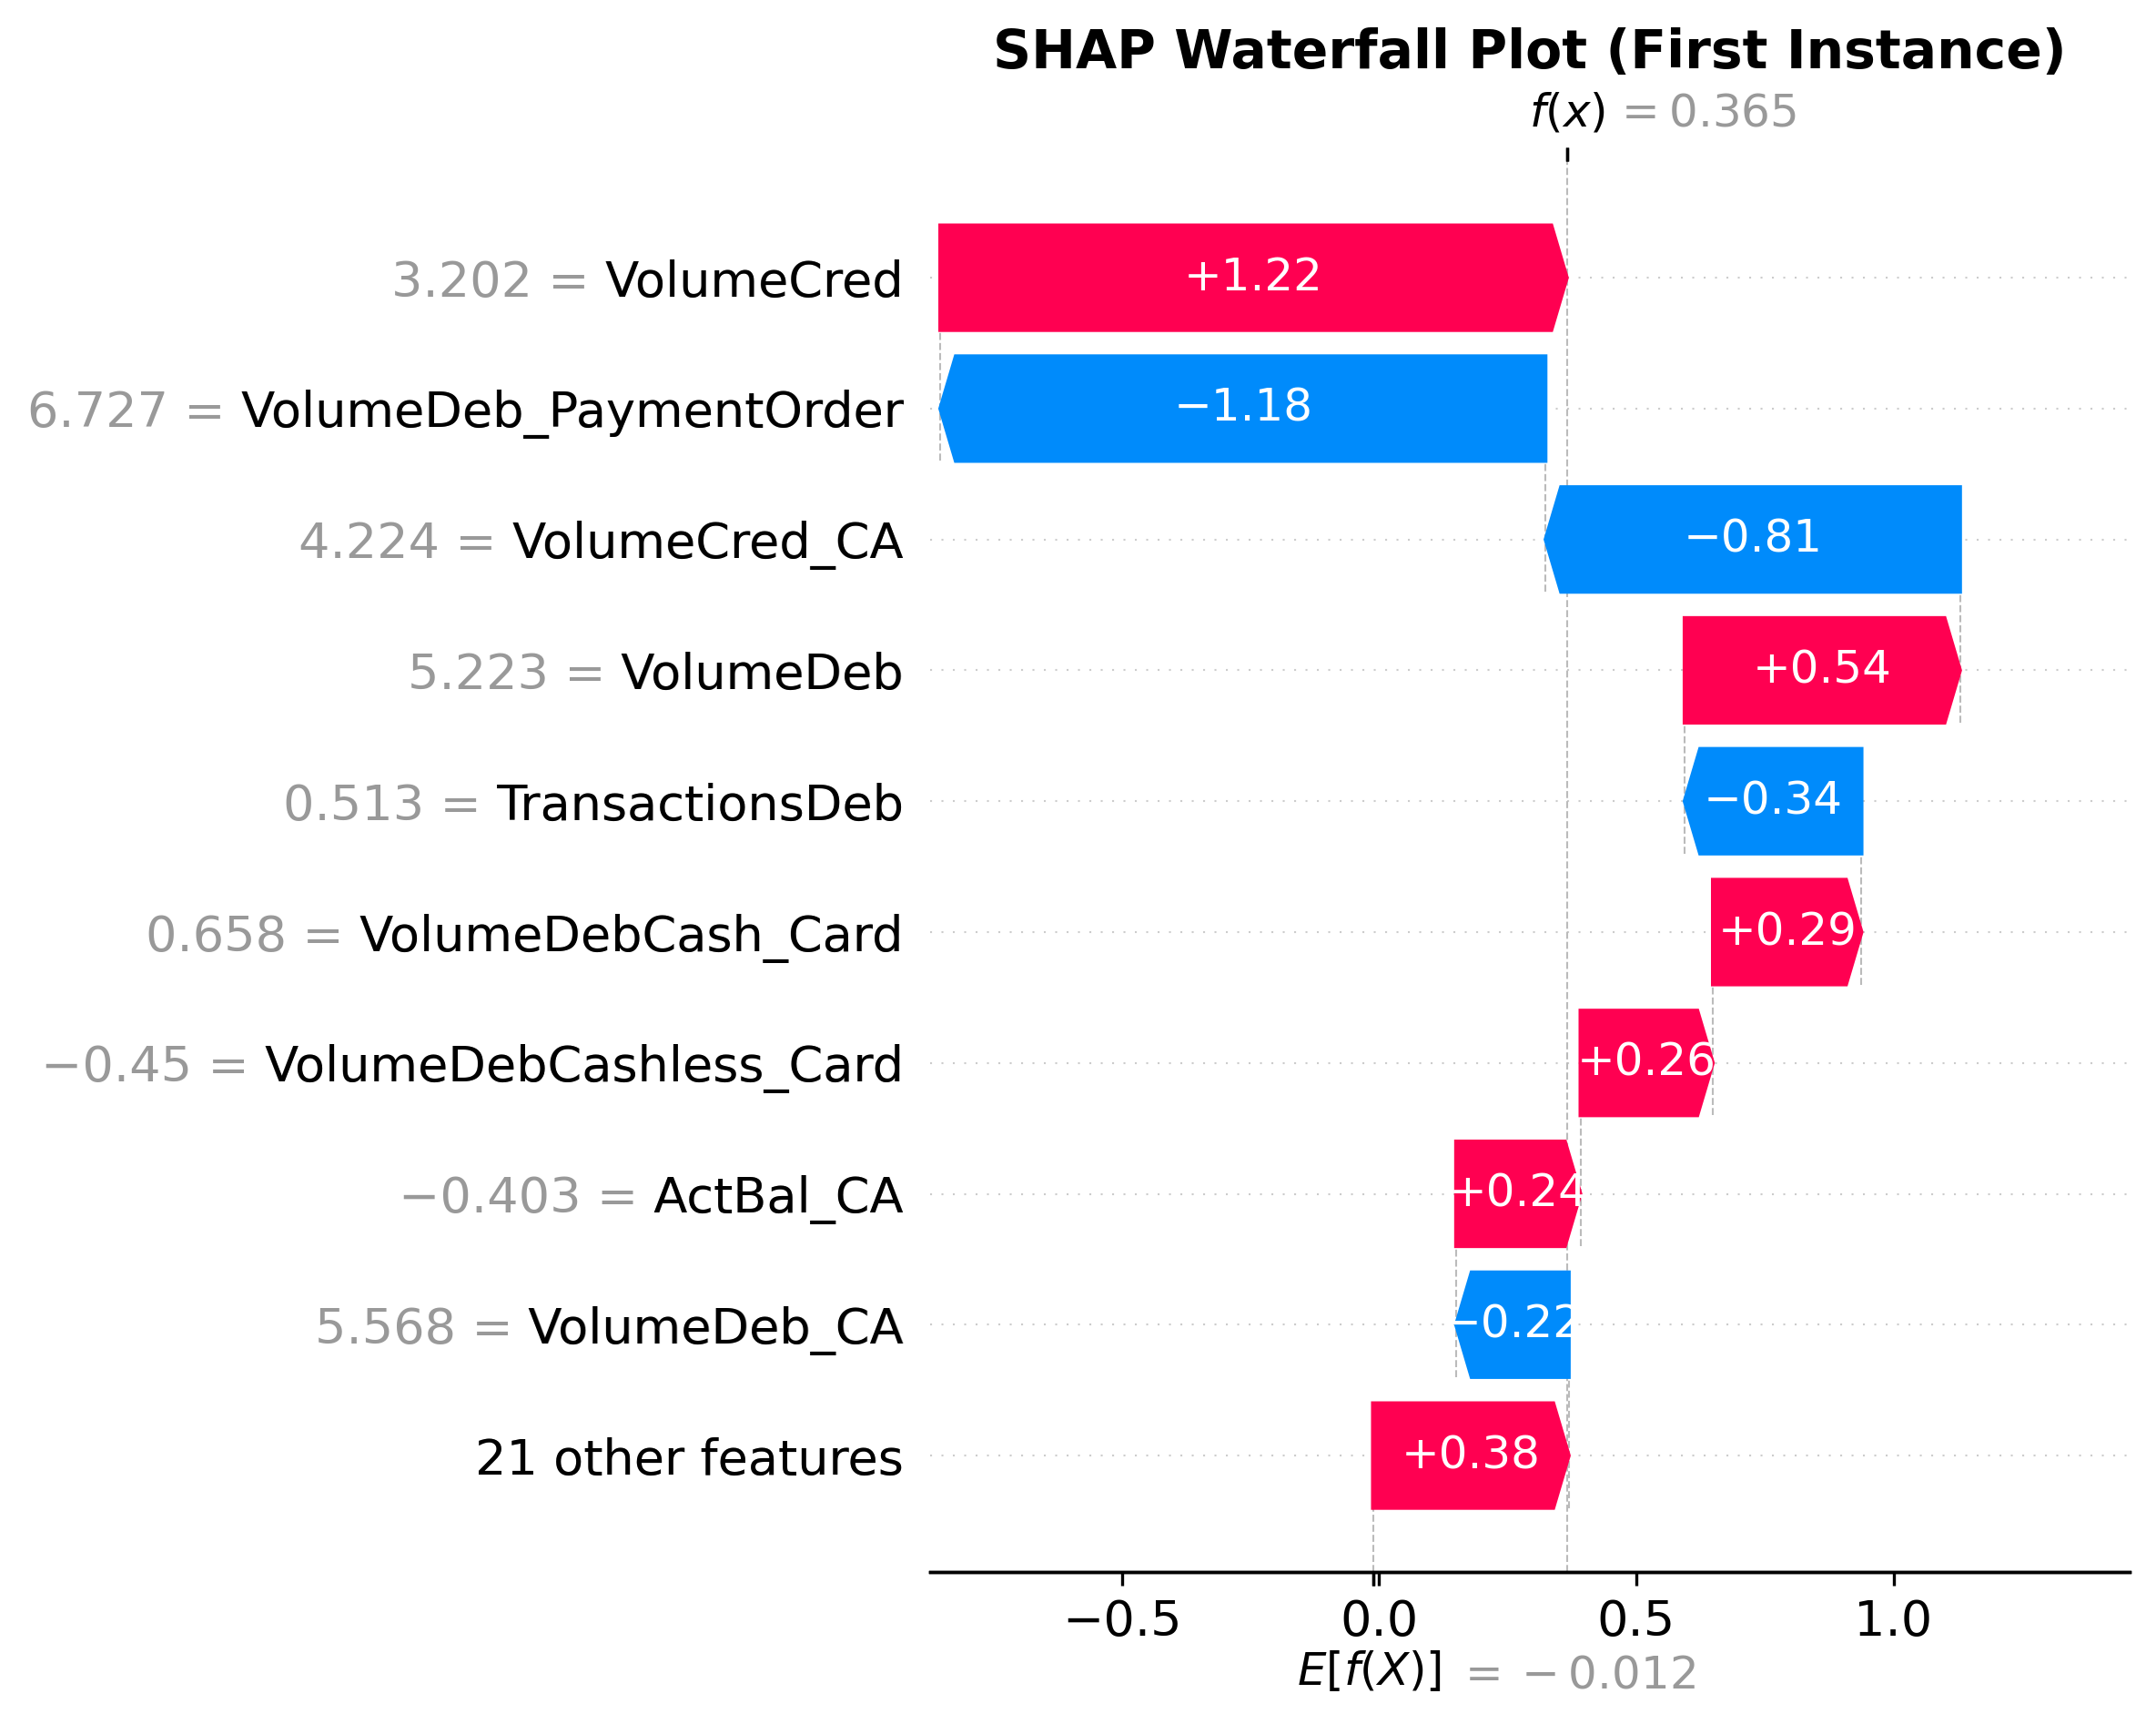 SHAP Waterfall Plot (First Instance)
f(x) = 0.365
3.202 = VolumeCred
+1.22
6.727 = VolumeDeb_PaymentOrder
−1.18
4.224 = VolumeCred_CA
−0.81
5.223 = VolumeDeb
+0.54
0.513 = TransactionsDeb
−0.34
0.658 = VolumeDebCash_Card
+0.29
−0.45 = VolumeDebCashless_Card
+0.26
−0.403 = ActBal_CA
+0.24
5.568 = VolumeDeb_CA
−0.22
21 other features
+0.38
−0.5 0.0 0.5 1.0
E[f(X)] = −0.012